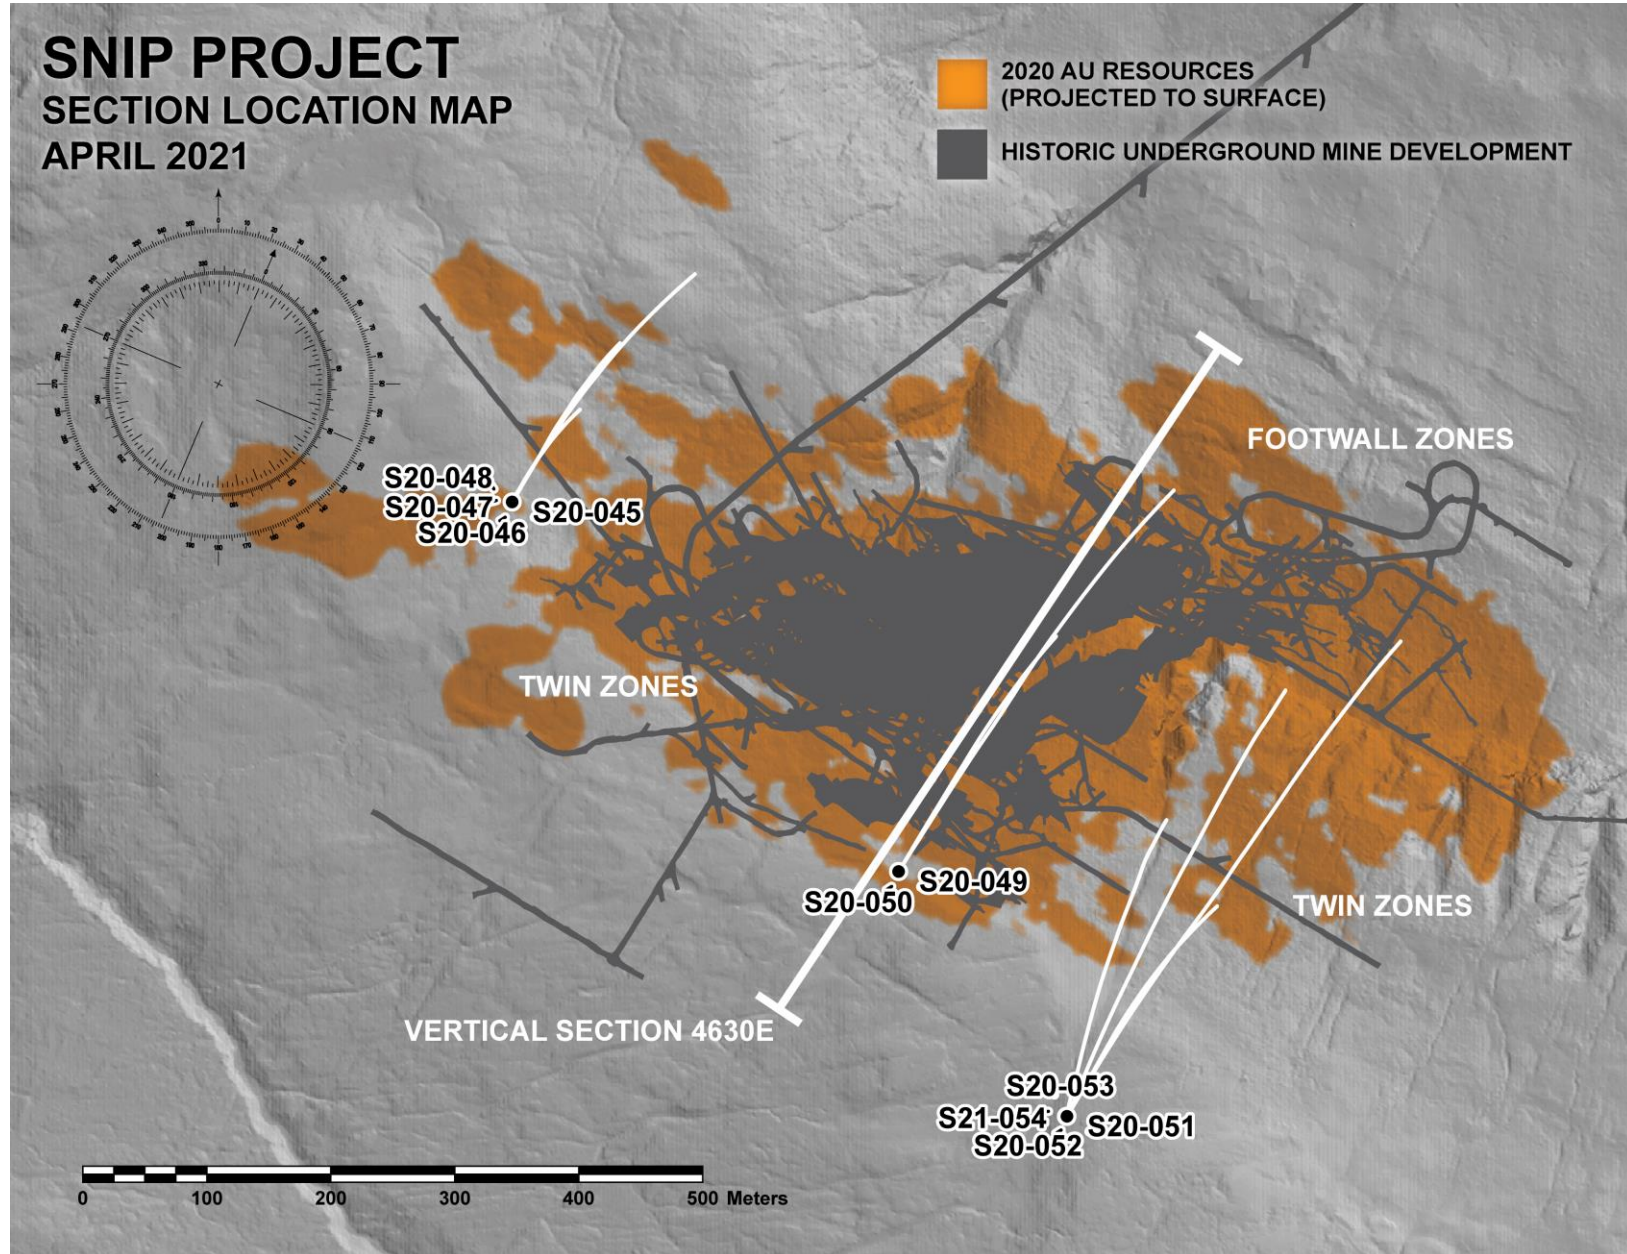 SNIP PROJECT
SECTION LOCATION MAP
APRIL 2021
2020 AU RESOURCES
(PROJECTED TO SURFACE)
HISTORIC UNDERGROUND MINE DEVELOPMENT
FOOTWALL ZONES
S20-048
S20-047
S20-045
S20-046
TWIN ZONES
S20-049
S20-050
TWIN ZONES
VERTICAL SECTION 4630E
S20-053
S21-054
S20-051
S20-052
0 100 200 300 400 500 Meters